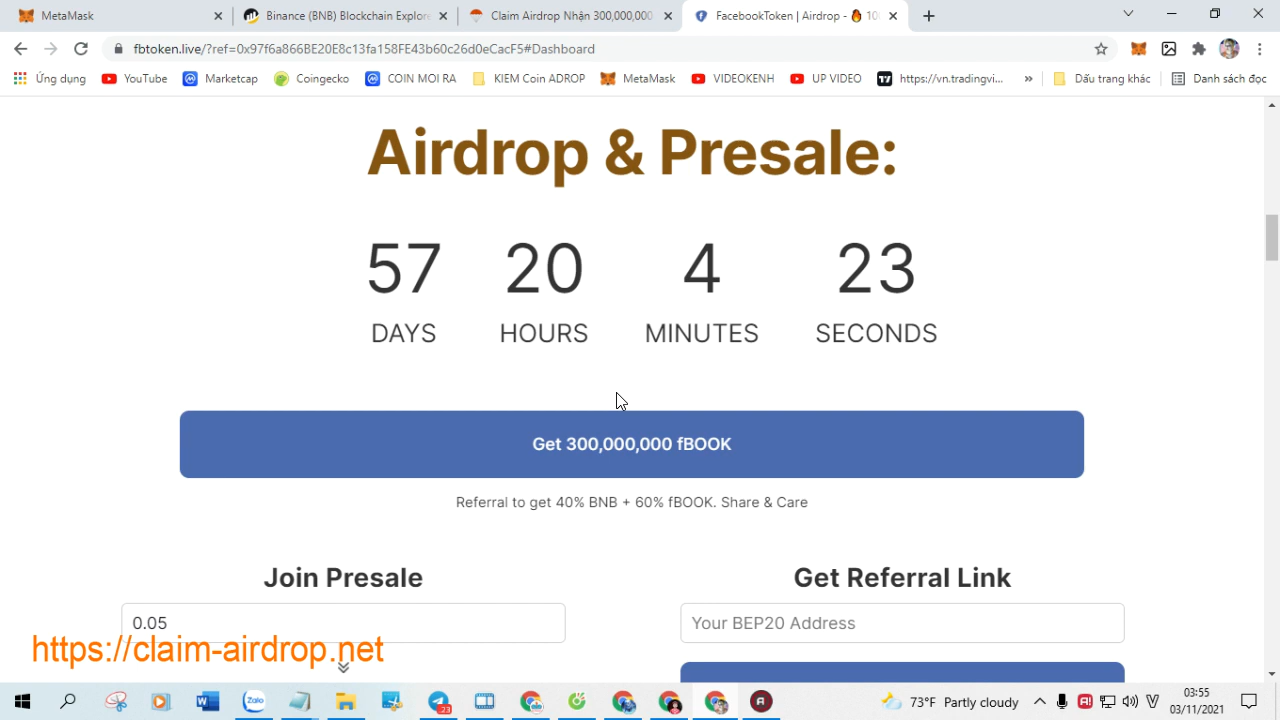 MetaMask
Binance (BNB) Blockchain Explore
Claim Airdrop Nhận 300,000,000
FacebookToken | Airdrop - 🔥 10
fbtoken.live/?ref=0x97f6a866BE20E8c13fa158FE43b60c26d0eCacF5#Dashboard
Ứng dụng
YouTube
Marketcap
Coingecko
COIN MOI RA
KIEM Coin ADROP
MetaMask
VIDEOKENH
UP VIDEO
https://vn.tradingvi...
»
Dấu trang khác
Danh sách đọc
Airdrop & Presale:
57 20 4 23
DAYS HOURS MINUTES SECONDS
Get 300,000,000 fBOOK
Referral to get 40% BNB + 60% fBOOK. Share & Care
Join Presale
Get Referral Link
0.05
Your BEP20 Address
https://claim-airdrop.net
Zalo
23
73°F Partly cloudy
03:55
03/11/2021